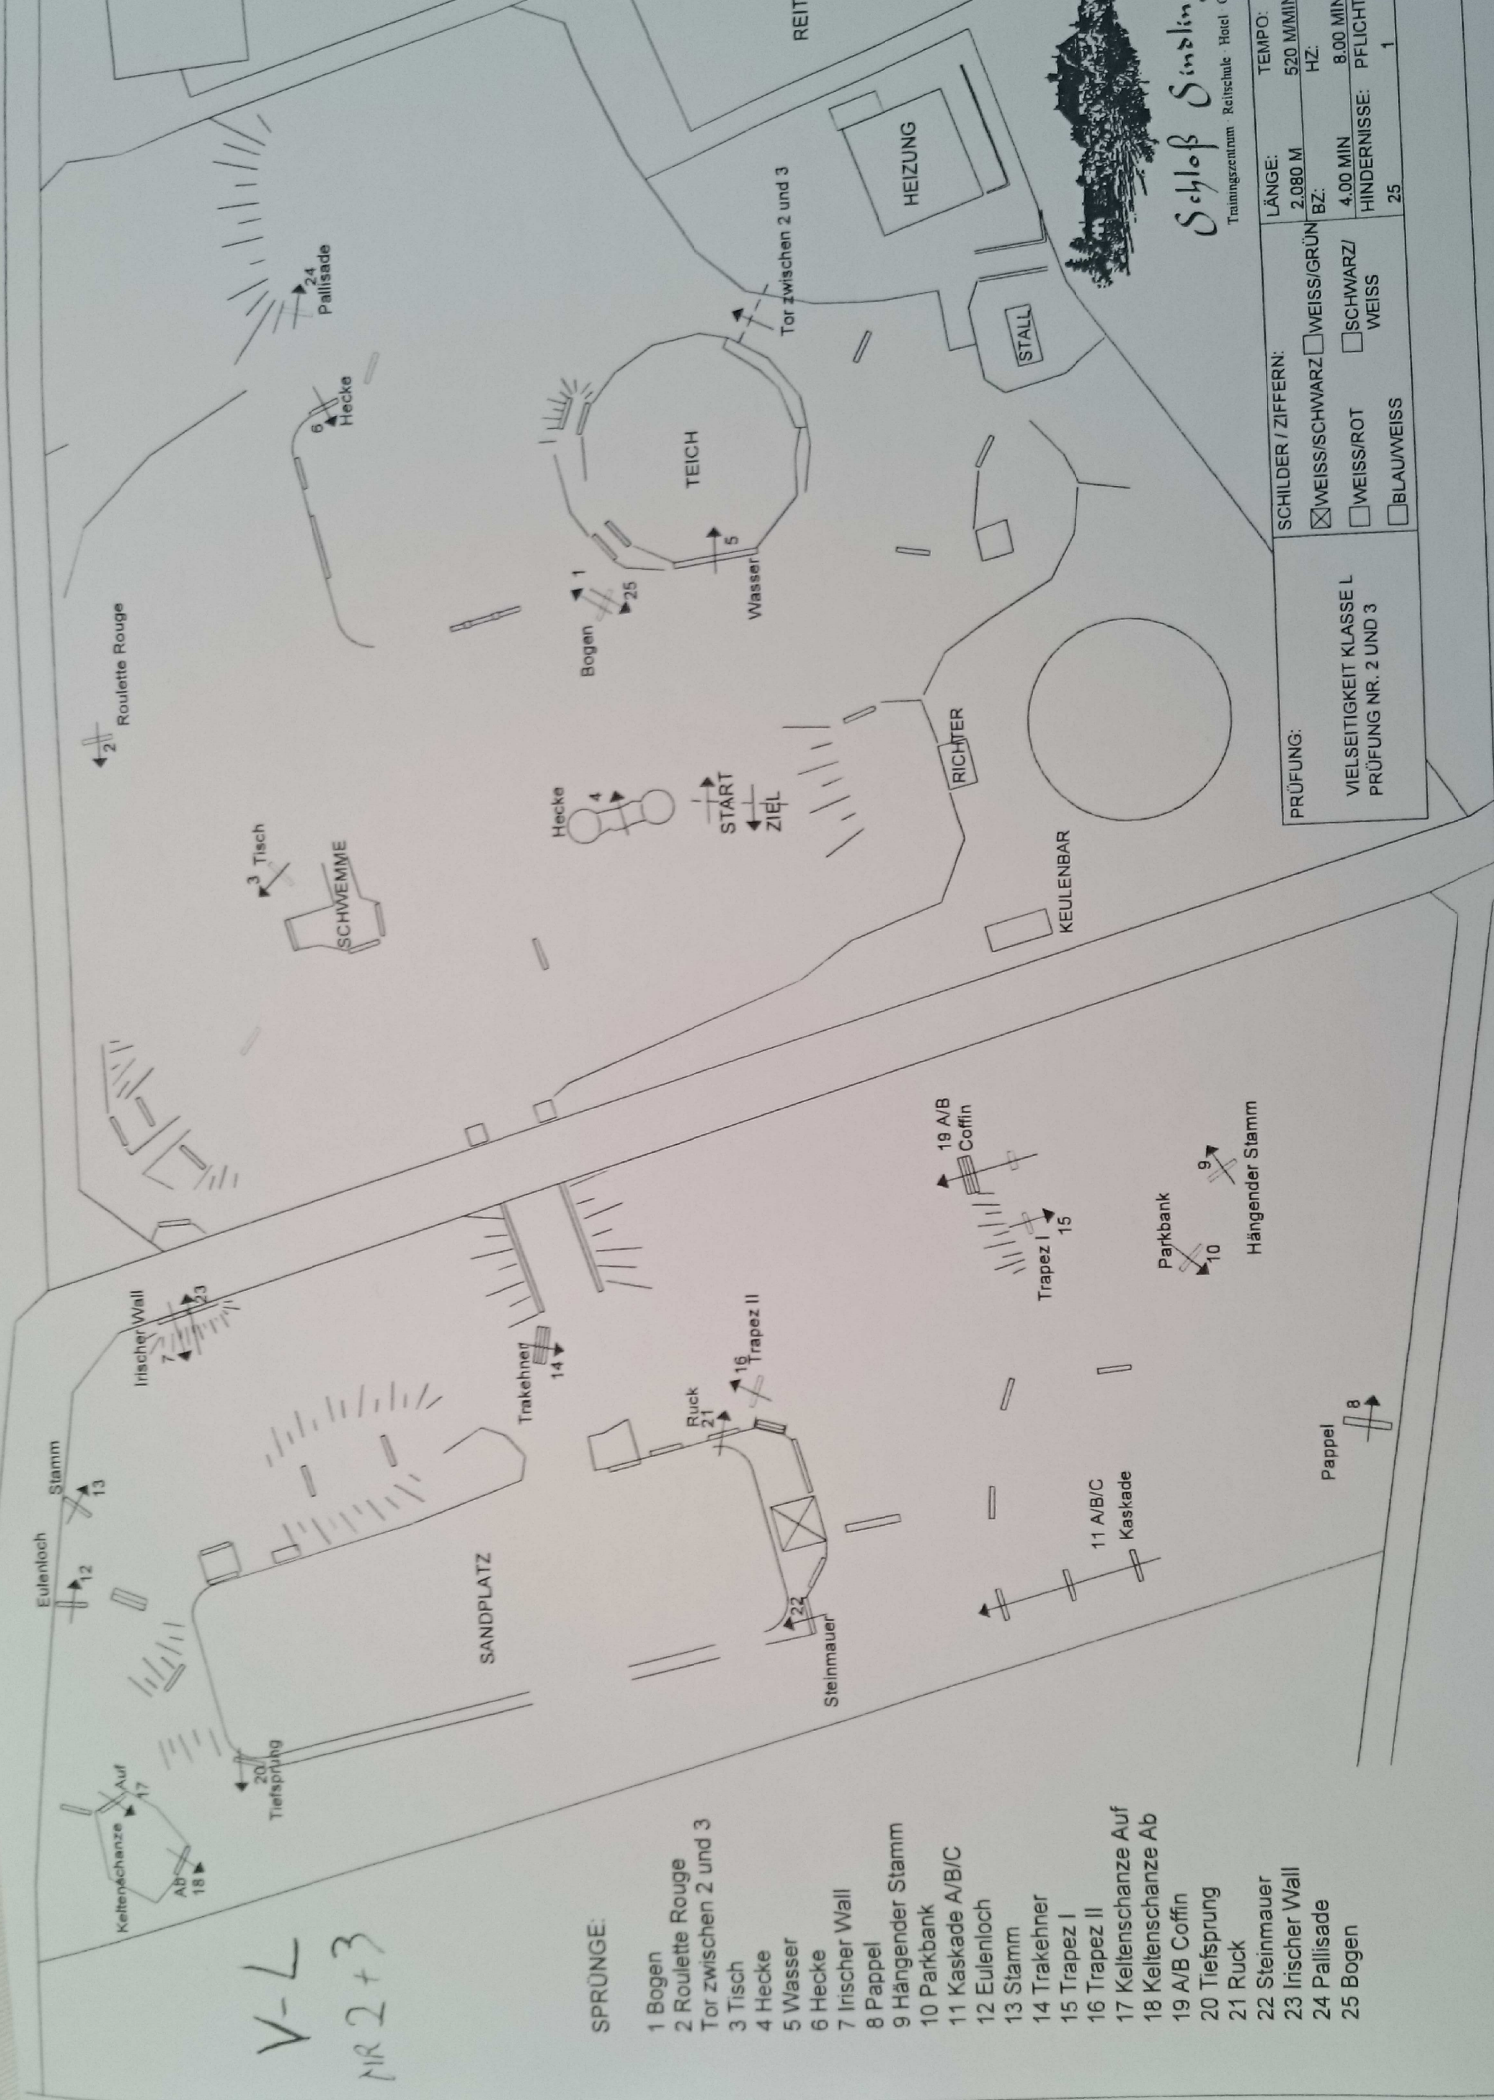 V-L
NR 2+3
SPRÜNGE:
1 Bogen
2 Roulette Rouge
Tor zwischen 2 und 3
3 Tisch
4 Hecke
5 Wasser
6 Hecke
7 Irischer Wall
8 Pappel
9 Hängender Stamm
10 Parkbank
11 Kaskade A/B/C
12 Eulenloch
13 Stamm
14 Trakehner
15 Trapez I
16 Trapez II
17 Keltenschanze Auf
18 Keltenschanze Ab
19 A/B Coffin
20 Tiefsprung
21 Ruck
22 Steinmauer
23 Irischer Wall
24 Pallisade
25 Bogen
Keltenschanze
Auf
17
Ab
18
20
Tiefsprung
Eulenloch
12
Stamm
13
Irischer Wall
7
23
SANDPLATZ
Trakehner
14
Ruck
21
16
Trapez II
22
Steinmauer
11 A/B/C
Kaskade
Pappel
8
Trapez I
15
19 A/B
Coffin
Parkbank
10
9
Hängender Stamm
2
Roulette Rouge
3 Tisch
SCHWEMME
Hecke
4
START
ZIEL
Bogen
1
25
Wasser
5
TEICH
6
Hecke
24
Pallisade
Tor zwischen 2 und 3
RICHTER
KEULENBAR
STALL
HEIZUNG
REIT
Schloß Sindlin
Trainingszentrum · Reitschule · Hotel ·
PRÜFUNG:
VIELSEITIGKEIT KLASSE L
PRÜFUNG NR. 2 UND 3
SCHILDER / ZIFFERN:
WEISS/SCHWARZ
WEISS/GRÜN
WEISS/ROT
SCHWARZ/
WEISS
BLAU/WEISS
LÄNGE:
TEMPO:
2.080 M
520 M/MIN
BZ:
HZ:
4.00 MIN
8.00 MIN
HINDERNISSE:
PFLICHT
25
1